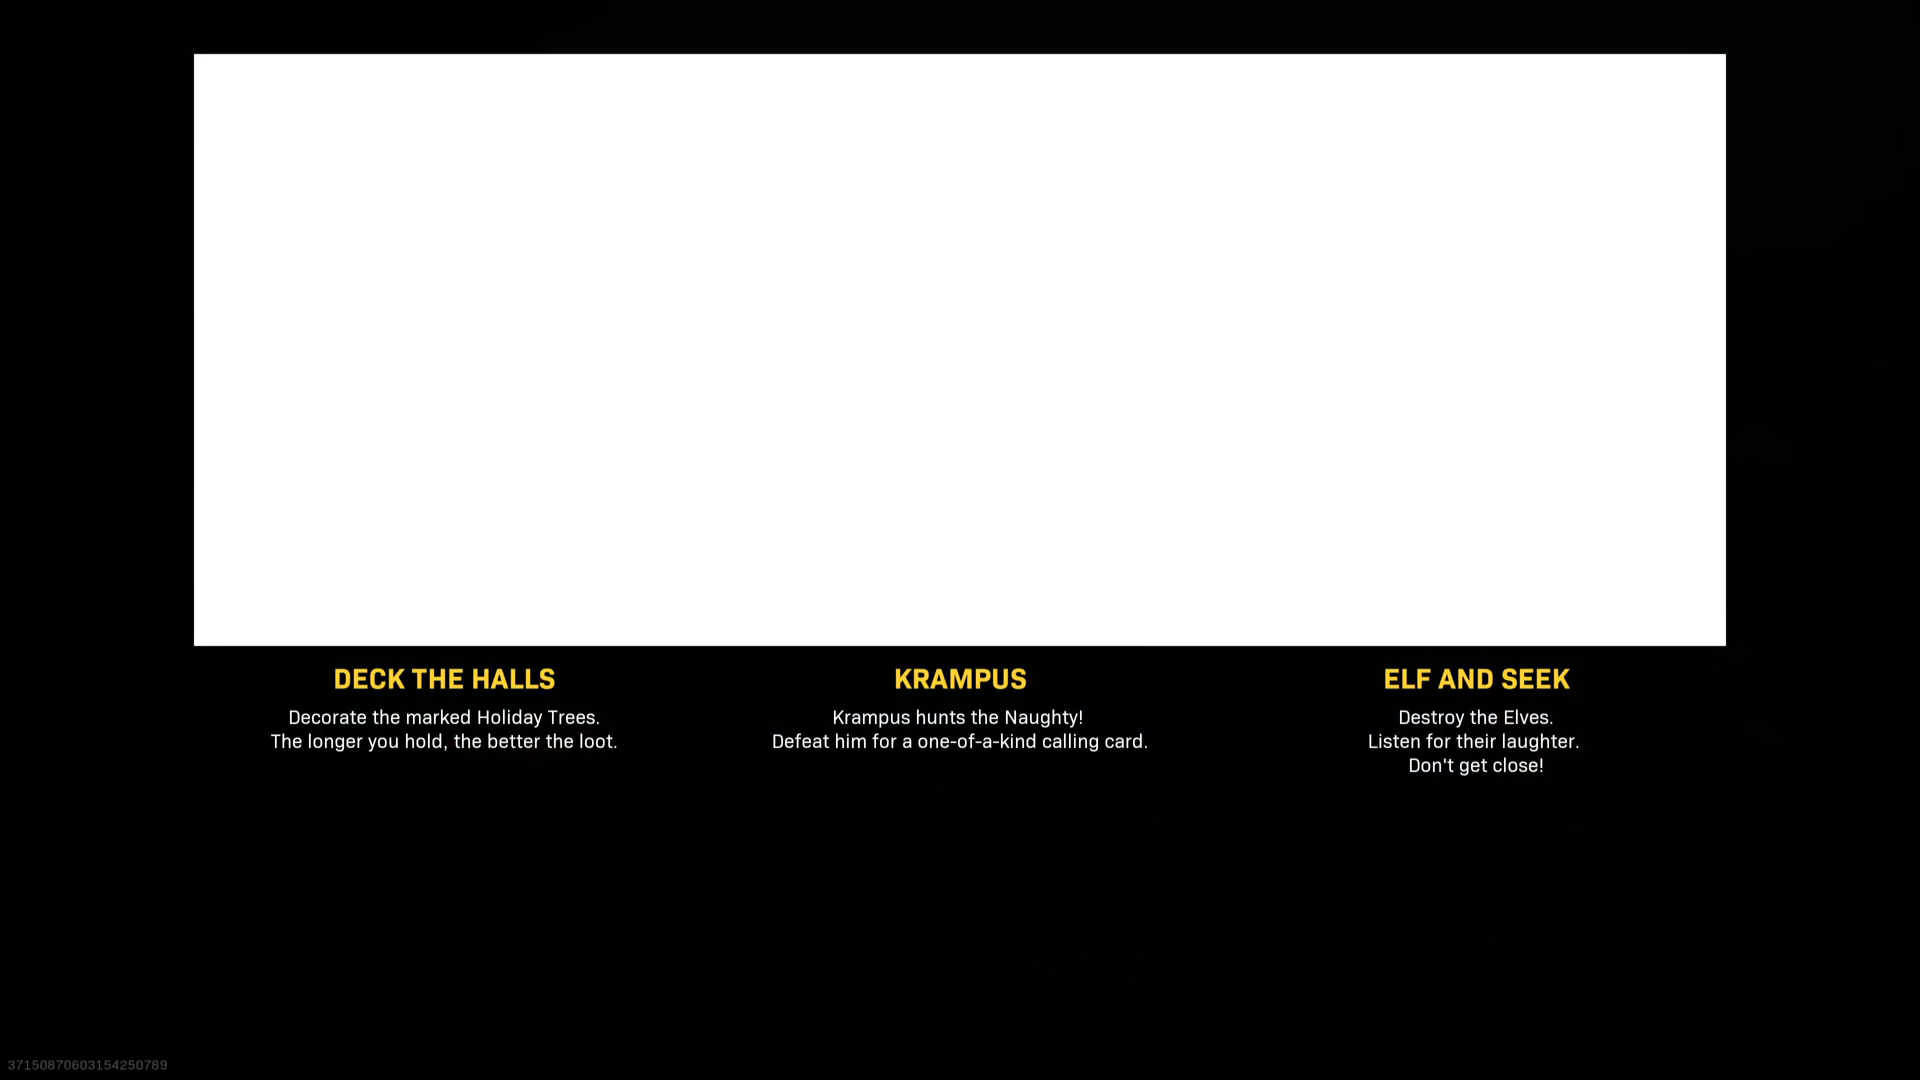 DECK THE HALLS
Decorate the marked Holiday Trees.
The longer you hold, the better the loot.
KRAMPUS
Krampus hunts the Naughty!
Defeat him for a one-of-a-kind calling card.
ELF AND SEEK
Destroy the Elves.
Listen for their laughter.
Don't get close!
37150870603154250789